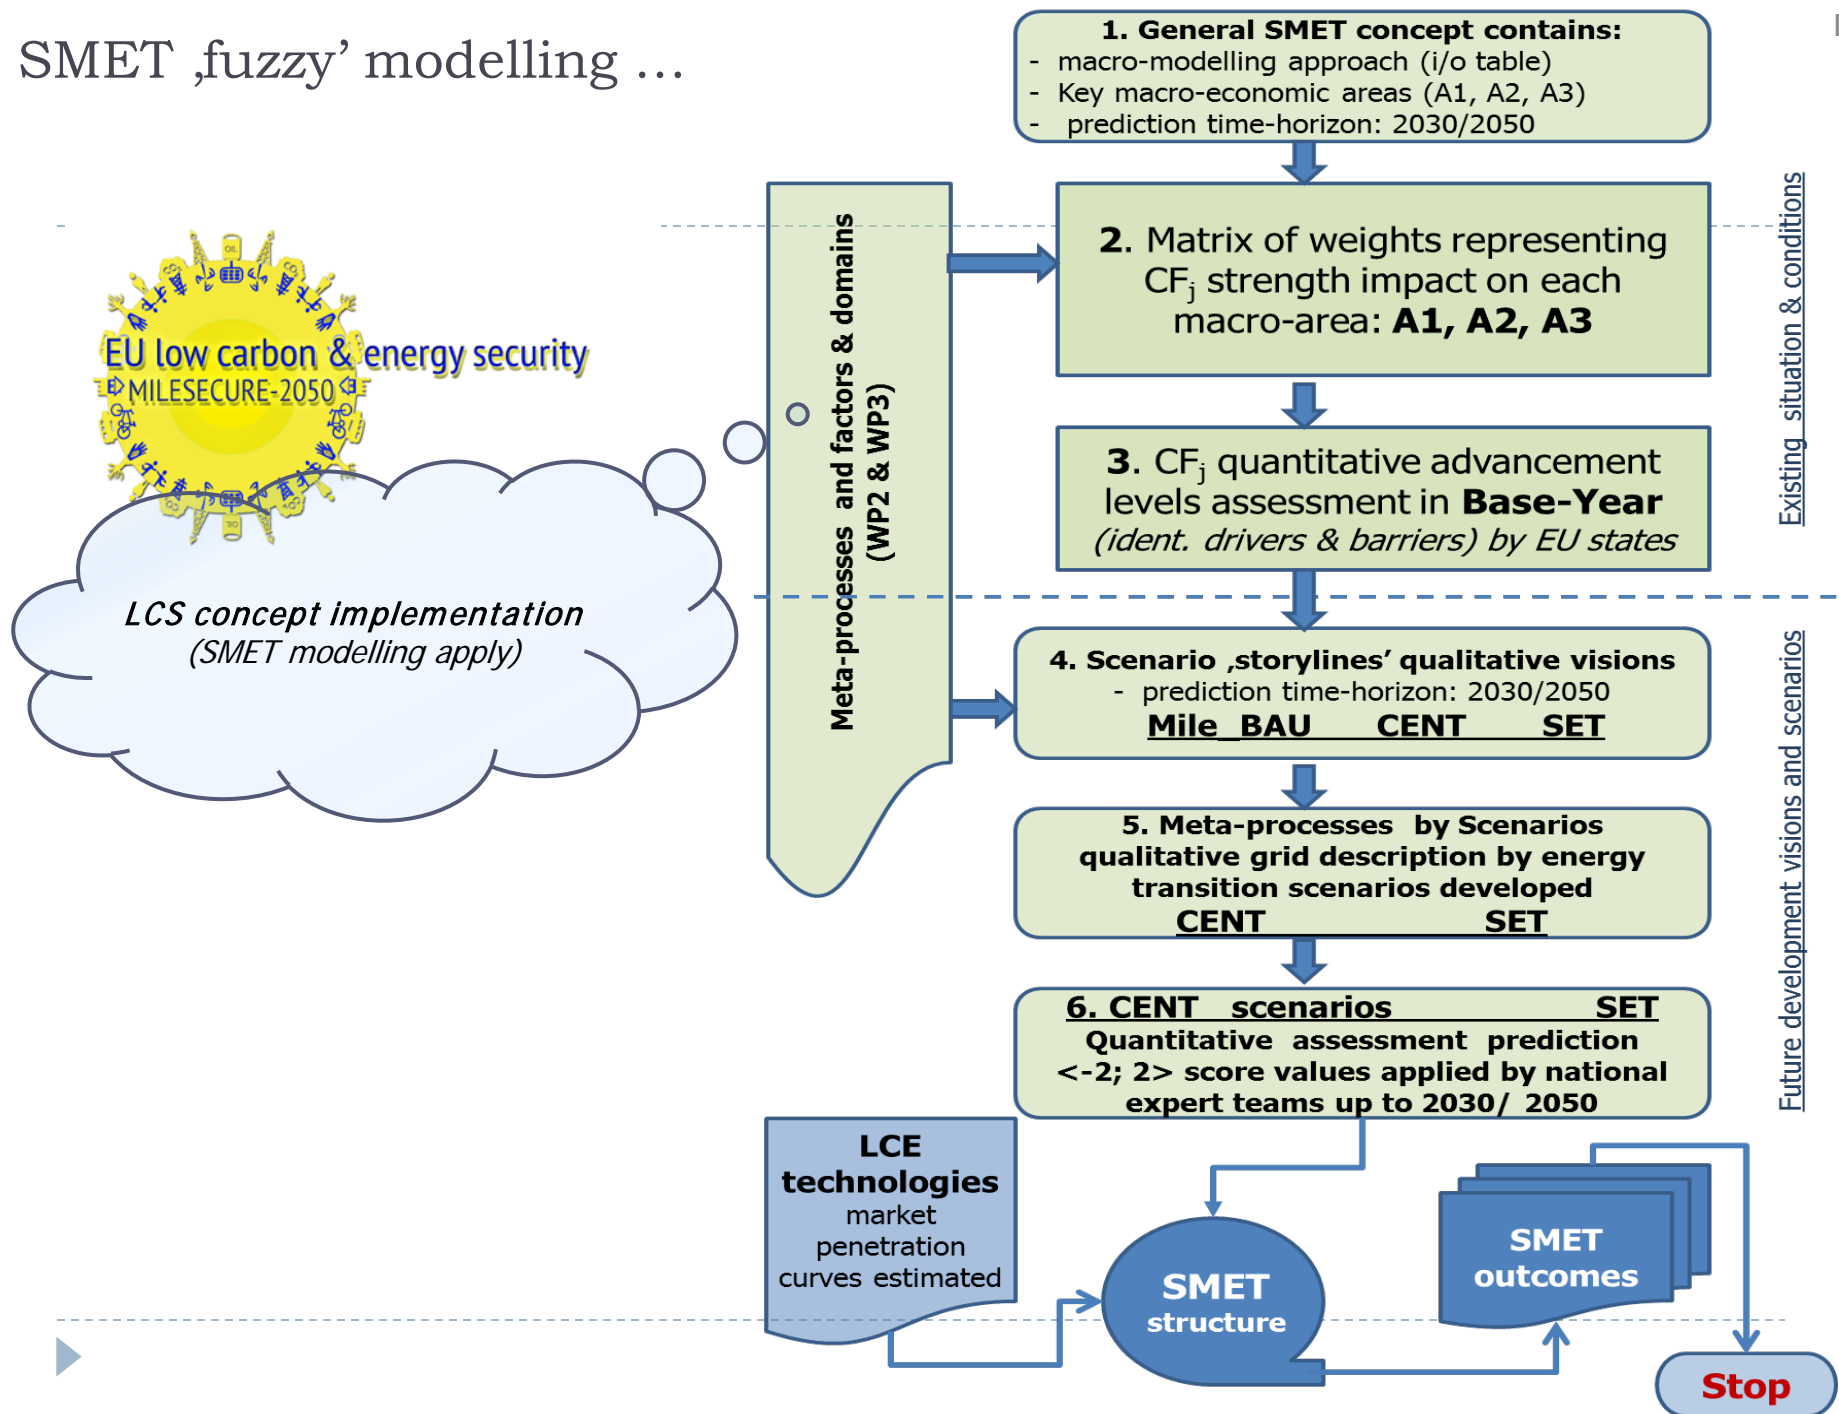 SMET ‚fuzzy’ modelling ...
1. General SMET concept contains:
- macro-modelling approach (i/o table)
- Key macro-economic areas (A1, A2, A3)
- prediction time-horizon: 2030/2050
Meta-processes and factors & domains
(WP2 & WP3)
2. Matrix of weights representing
CFj strength impact on each
macro-area: A1, A2, A3
Existing situation & conditions
EU low carbon & energy security
MILESECURE-2050
3. CFj quantitative advancement
levels assessment in Base-Year
(ident. drivers & barriers) by EU states
LCS concept implementation
(SMET modelling apply)
4. Scenario ‚storylines’ qualitative visions
- prediction time-horizon: 2030/2050
Mile_BAU CENT SET
Future development visions and scenarios
5. Meta-processes by Scenarios
qualitative grid description by energy
transition scenarios developed
CENT SET
6. CENT scenarios SET
Quantitative assessment prediction
<-2; 2> score values applied by national
expert teams up to 2030/ 2050
LCE
technologies
market
penetration
curves estimated
SMET
structure
SMET
outcomes
Stop